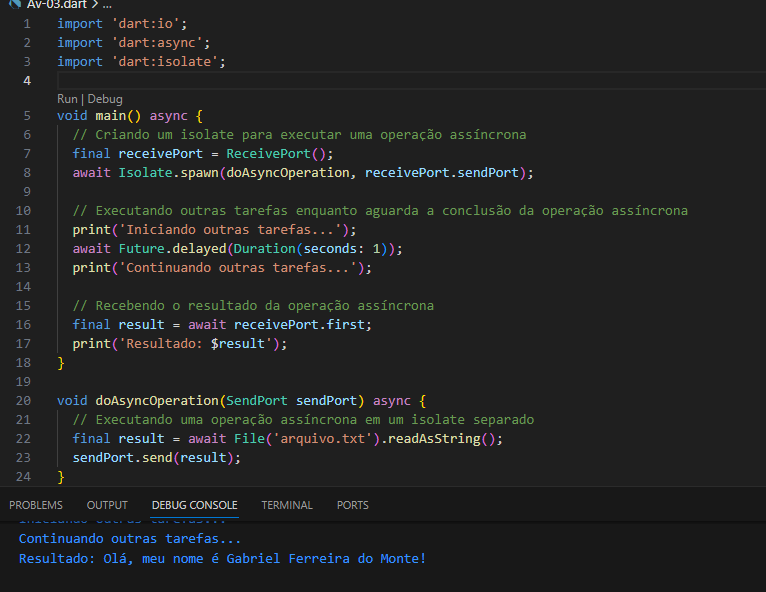 Av-03.dart > ...
1 import 'dart:io';
2 import 'dart:async';
3 import 'dart:isolate';
4
Run | Debug
5 void main() async {
6   // Criando um isolate para executar uma operação assíncrona
7   final receivePort = ReceivePort();
8   await Isolate.spawn(doAsyncOperation, receivePort.sendPort);
9
10   // Executando outras tarefas enquanto aguarda a conclusão da operação assíncrona
11   print('Iniciando outras tarefas...');
12   await Future.delayed(Duration(seconds: 1));
13   print('Continuando outras tarefas...');
14
15   // Recebendo o resultado da operação assíncrona
16   final result = await receivePort.first;
17   print('Resultado: $result');
18 }
19
20 void doAsyncOperation(SendPort sendPort) async {
21   // Executando uma operação assíncrona em um isolate separado
22   final result = await File('arquivo.txt').readAsString();
23   sendPort.send(result);
24 }
PROBLEMS OUTPUT DEBUG CONSOLE TERMINAL PORTS
Iniciando outras tarefas...
Continuando outras tarefas...
Resultado: Olá, meu nome é Gabriel Ferreira do Monte!